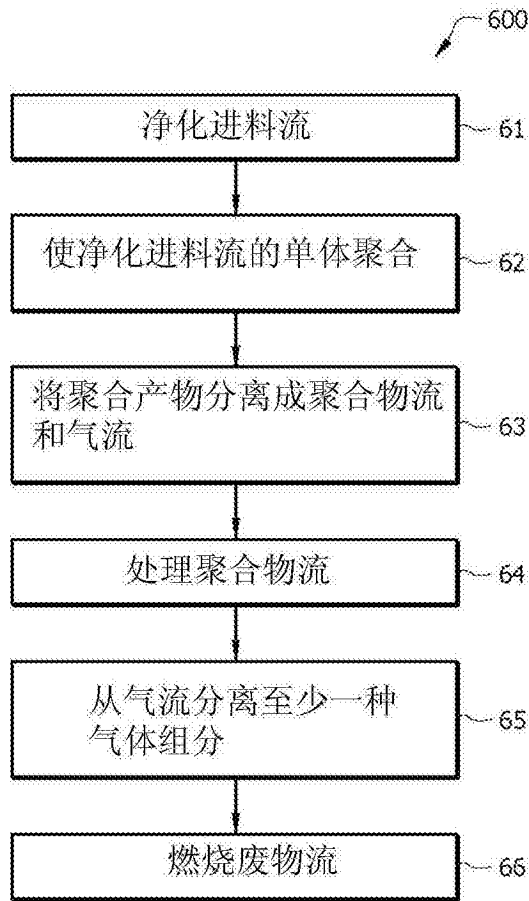 600
净化进料流
61
使净化进料流的单体聚合
62
将聚合产物分离成聚合物流
和气流
63
处理聚合物流
64
从气流分离至少一种
气体组分
65
燃烧废物流
66